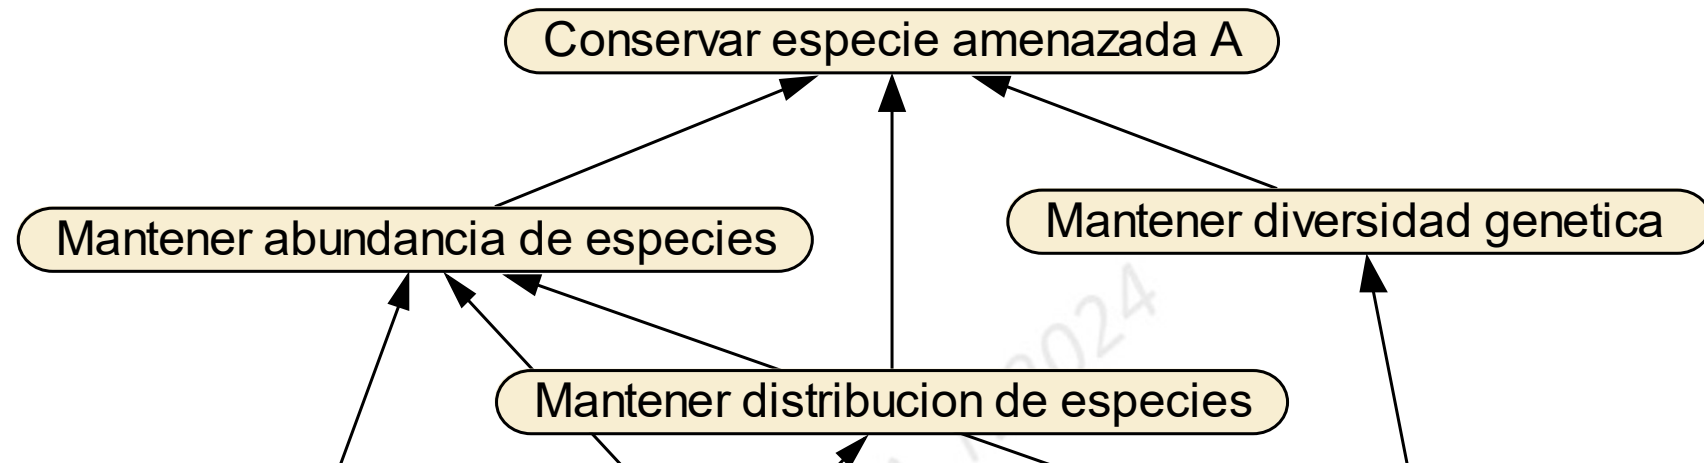 Conservar especie amenazada A
Mantener diversidad genetica
Mantener abundancia de especies
Mantener distribucion de especies